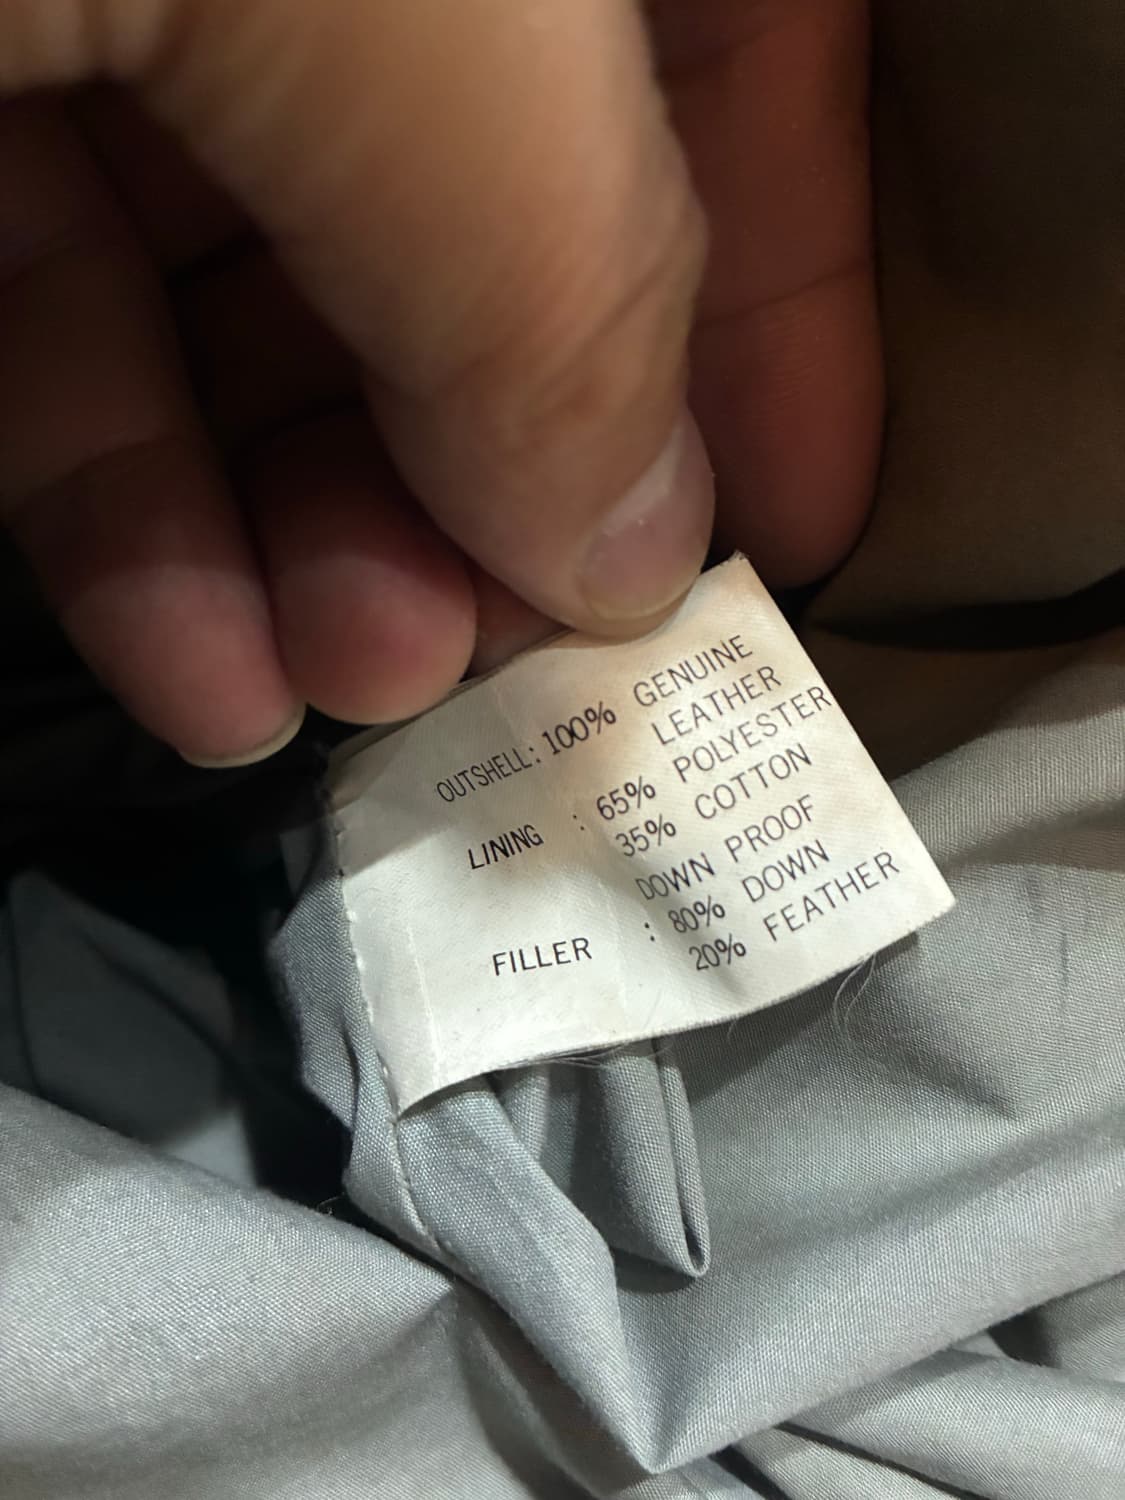 OUTSHELL: 100% GENUINE
LEATHER
LINING : 65% POLYESTER
35% COTTON
DOWN PROOF
FILLER : 80% DOWN
20% FEATHER